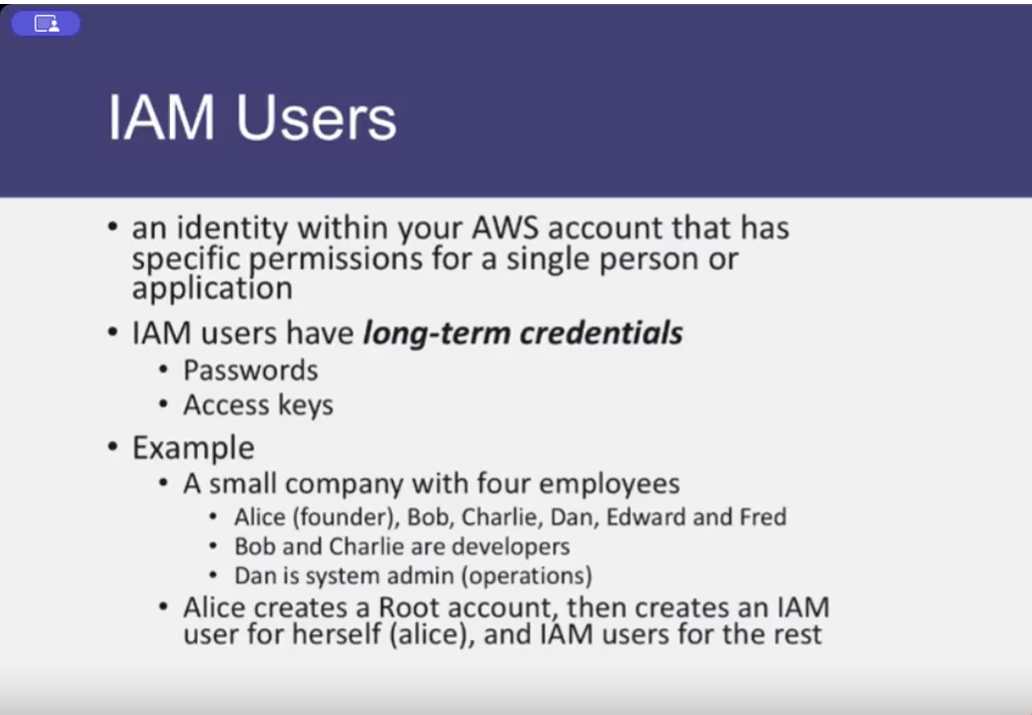 IAM Users
• an identity within your AWS account that has
specific permissions for a single person or
application
• IAM users have long-term credentials
• Passwords
• Access keys
• Example
• A small company with four employees
• Alice (founder), Bob, Charlie, Dan, Edward and Fred
• Bob and Charlie are developers
• Dan is system admin (operations)
• Alice creates a Root account, then creates an IAM
user for herself (alice), and IAM users for the rest